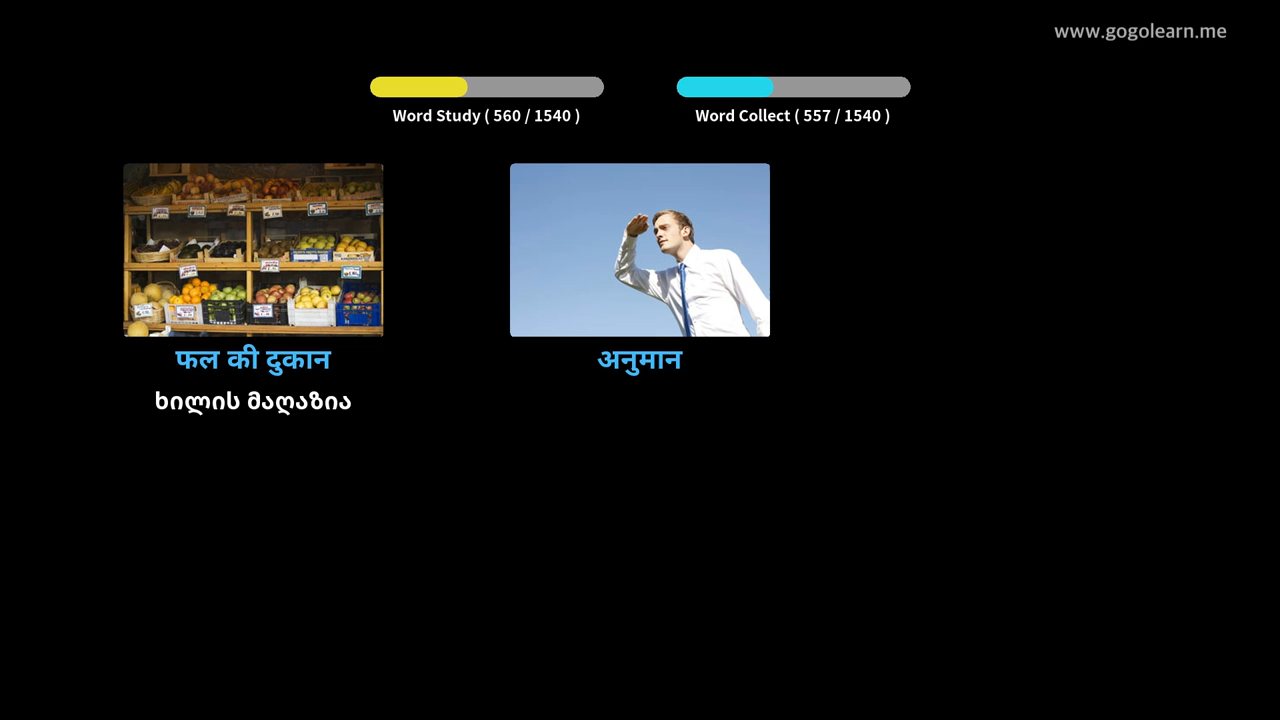 www.gogolearn.me
Word Study ( 560 / 1540 )
Word Collect ( 557 / 1540 )
फल की दुकान
ხილის მაღაზია
अनुमान